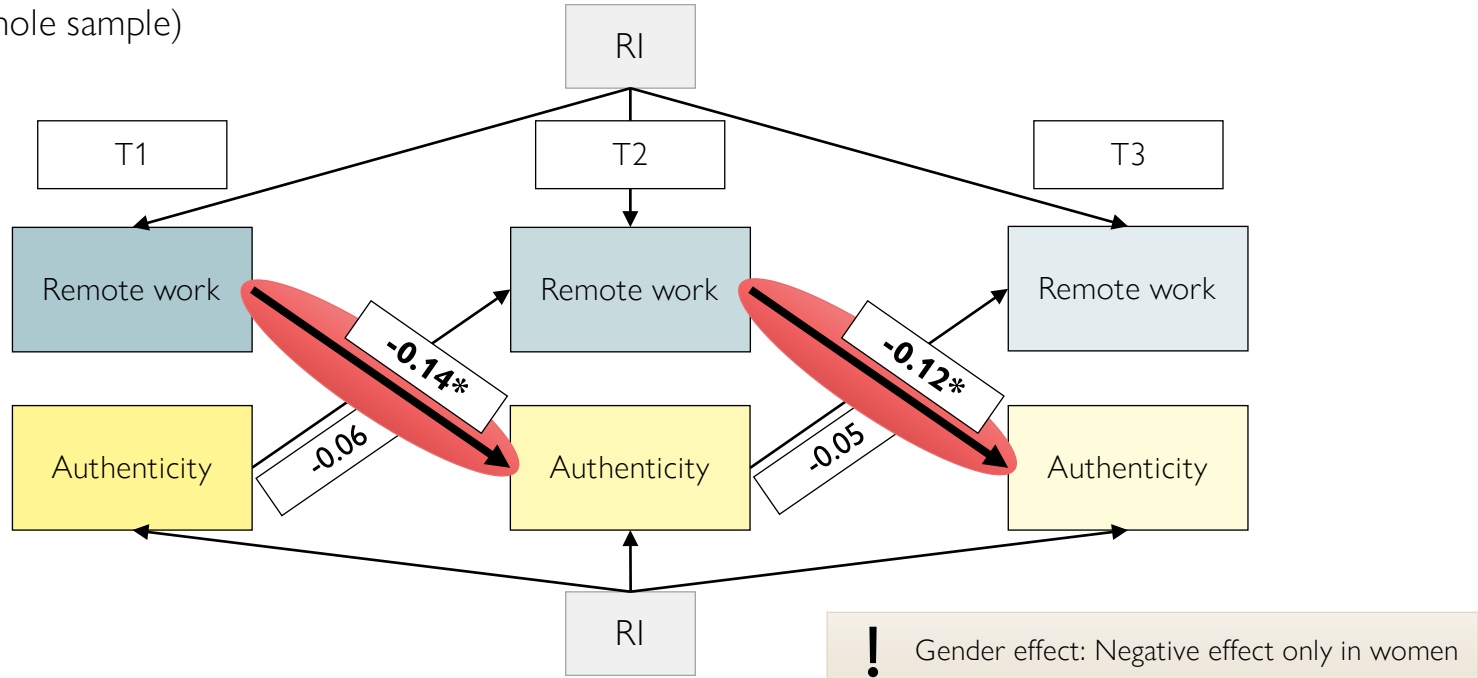 hole sample)
RI
T1
T2
T3
Remote work
Remote work
Remote work
-0.14*
-0.12*
-0.06
-0.05
Authenticity
Authenticity
Authenticity
RI
! Gender effect: Negative effect only in women